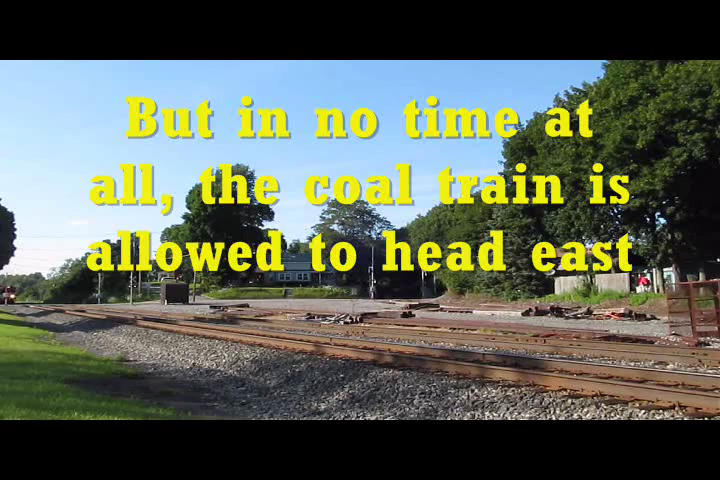 But in no time at
all, the coal train is
allowed to head east